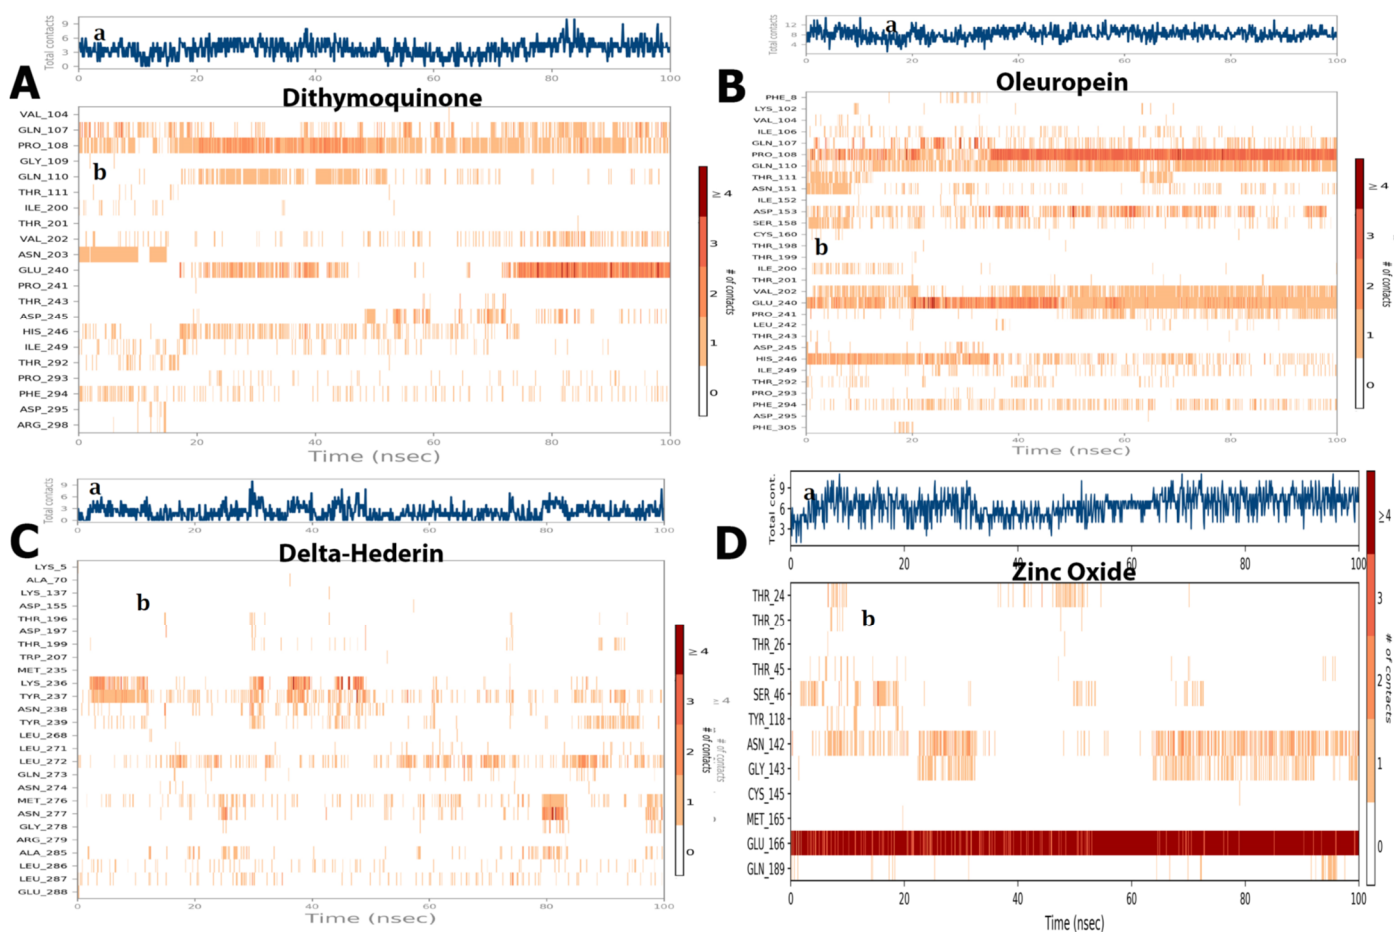 Total contacts
9
6
3
0
a
0
20
40
60
80
100
A
Dithymoquinone
b
VAL_104
GLN_107
PRO_108
GLY_109
GLN_110
THR_111
ILE_200
THR_201
VAL_202
ASN_203
GLU_240
PRO_241
THR_243
ASP_245
HIS_246
ILE_249
THR_292
PRO_293
PHE_294
ASP_295
ARG_298
0
20
40
60
80
100
Time (nsec)
≥ 4
3
2
1
0
# of contacts
Total contacts
12
8
4
a
0
20
40
60
80
100
B
Oleuropein
b
PHE_8
LYS_102
VAL_104
ILE_106
GLN_107
PRO_108
GLN_110
THR_111
ASN_151
ILE_152
ASP_153
SER_158
CYS_160
THR_198
THR_199
ILE_200
THR_201
VAL_202
GLU_240
PRO_241
LEU_242
THR_243
ASP_245
HIS_246
ILE_249
THR_292
PRO_293
PHE_294
ASP_295
PHE_305
0
20
40
60
80
100
Time (nsec)
≥ 4
3
2
1
0
# of contacts
Total contacts
9
6
3
0
a
0
20
40
60
80
100
C
Delta-Hederin
b
LYS_5
ALA_70
LYS_137
ASP_155
THR_196
ASP_197
THR_199
TRP_207
MET_235
LYS_236
TYR_237
ASN_238
TYR_239
LEU_268
LEU_271
LEU_272
GLN_273
ASN_274
MET_276
ASN_277
GLY_278
ARG_279
ALA_285
LEU_286
LEU_287
GLU_288
0
20
40
60
80
100
Time (nsec)
≥ 4
3
2
1
0
# of contacts
≥ 4
# of contacts
Total cont.
9
6
3
a
0
20
40
60
80
100
D
Zinc Oxide
b
THR_24
THR_25
THR_26
THR_45
SER_46
TYR_118
ASN_142
GLY_143
CYS_145
MET_165
GLU_166
GLN_189
0
20
40
60
80
100
Time (nsec)
≥4
3
2
1
0
# of contacts